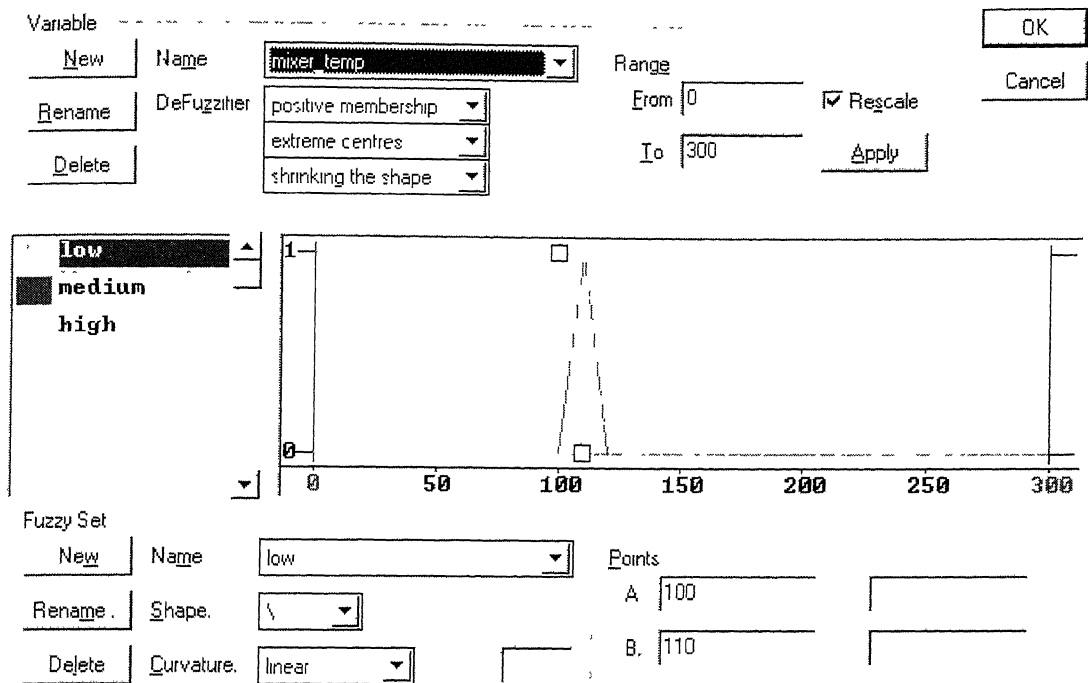 Variable
OK
New Name mixer_temp
Range
Cancel
From 0 Rescale
Rename DeFuzzifier positive membership
extreme centres
To 300 Apply
Delete
shrinking the shape
low
medium
high
1
0
0 50 100 150 200 250 300
Fuzzy Set
New Name low
Points
A 100
Rename. Shape. \
B. 110
Delete Curvature. linear